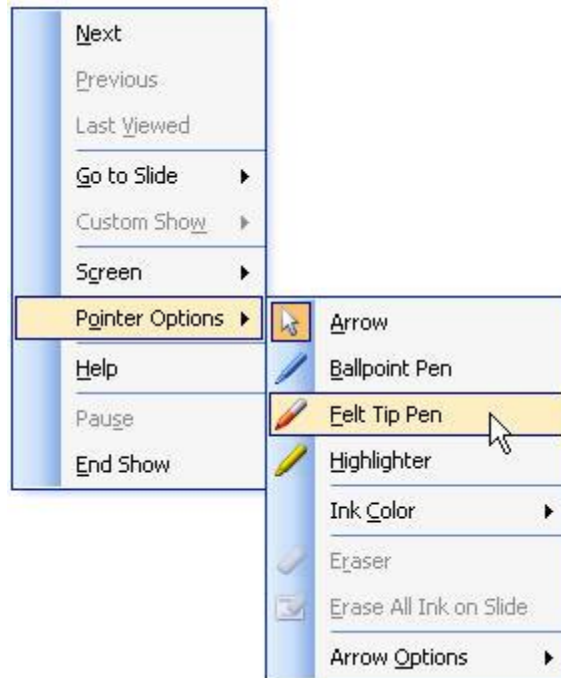 Next
Previous
Last Viewed
Go to Slide
Custom Show
Screen
Pointer Options
Help
Pause
End Show
Arrow
Ballpoint Pen
Felt Tip Pen
Highlighter
Ink Color
Eraser
Erase All Ink on Slide
Arrow Options